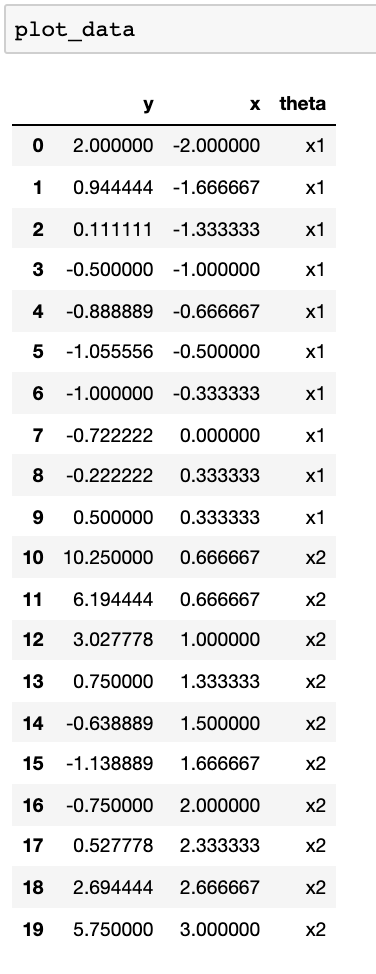 plot_data
y x theta
0 2.000000 -2.000000 x1
1 0.944444 -1.666667 x1
2 0.111111 -1.333333 x1
3 -0.500000 -1.000000 x1
4 -0.888889 -0.666667 x1
5 -1.055556 -0.500000 x1
6 -1.000000 -0.333333 x1
7 -0.722222 0.000000 x1
8 -0.222222 0.333333 x1
9 0.500000 0.333333 x1
10 10.250000 0.666667 x2
11 6.194444 0.666667 x2
12 3.027778 1.000000 x2
13 0.750000 1.333333 x2
14 -0.638889 1.500000 x2
15 -1.138889 1.666667 x2
16 -0.750000 2.000000 x2
17 0.527778 2.333333 x2
18 2.694444 2.666667 x2
19 5.750000 3.000000 x2